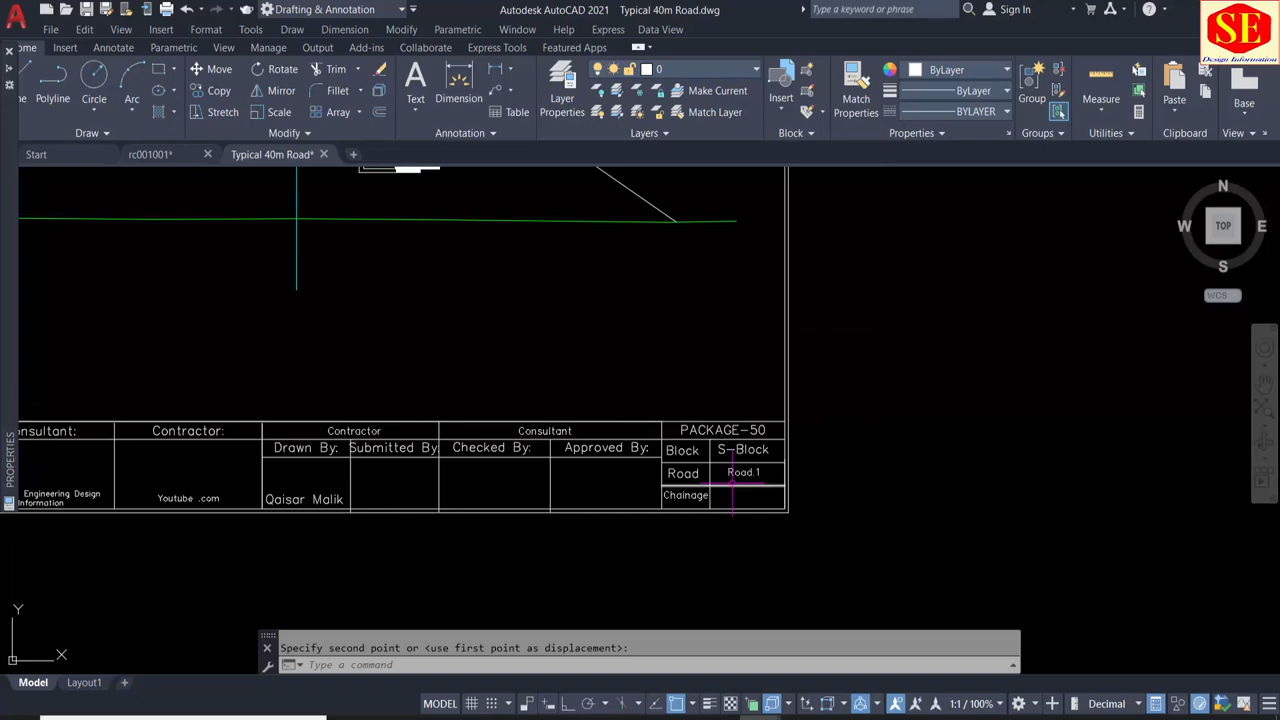 Drafting & Annotation
Autodesk AutoCAD 2021 Typical 40m Road.dwg
Type a keyword or phrase
Sign In
SE
Design Information
File Edit View Insert Format Tools Draw Dimension Modify Parametric Window Help Express Data View
ome Insert Annotate Parametric View Manage Output Add-ins Collaborate Express Tools Featured Apps
Polyline Circle Arc
Draw
Move Rotate Trim
Copy Mirror Fillet
Stretch Scale Array
Modify
Text Dimension Table
Annotation
Layer Properties
0
Make Current
Match Layer
Layers
Insert
Block
Match Properties
ByLayer
ByLayer
BYLAYER
Properties
Group
Groups
Measure
Utilities
Paste
Clipboard
Base
View
Start rc001001* Typical 40m Road*
N
W TOP E
S
WCS
PROPERTIES
onsultant: Contractor: Contractor Consultant PACKAGE-50
Drawn By: Submitted By: Checked By: Approved By: Block S-Block
Road Road.1
Engineering Design Information Youtube .com Qaisar Malik Chainage
Y
X
Specify second point or <use first point as displacement>:
Type a command
Model Layout1
MODEL 1:1 / 100% Decimal